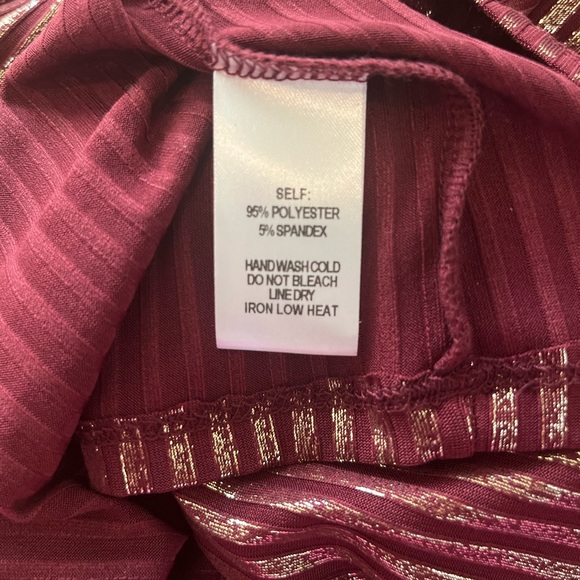 SELF:
95% POLYESTER
5% SPANDEX
HAND WASH COLD
DO NOT BLEACH
LINE DRY
IRON LOW HEAT